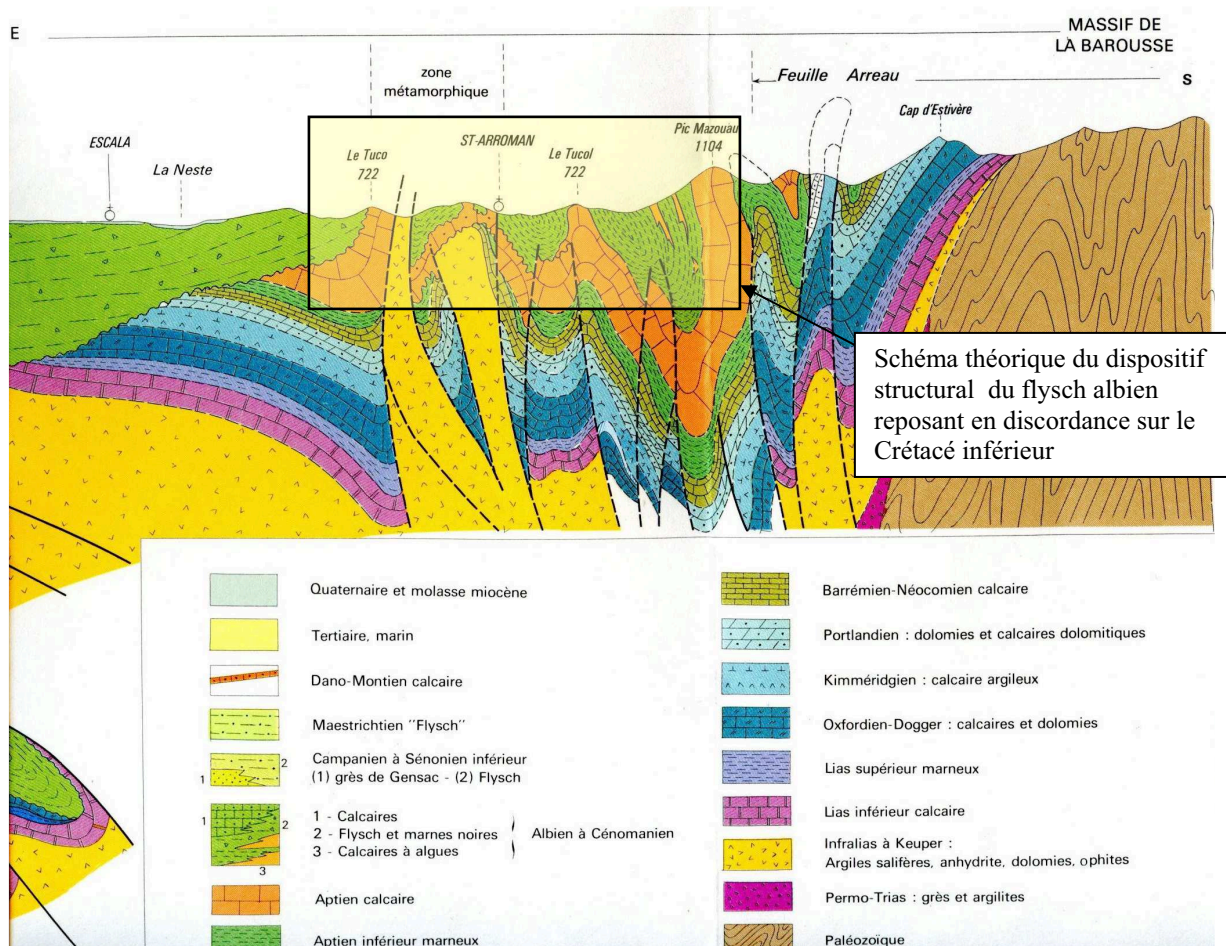 E
MASSIF DE
LA BAROUSSE
zone
métamorphique
Feuille Arreau
S
ESCALA
La Neste
Le Tuco
722
ST-ARROMAN
Le Tucol
722
Pic Mazouau
1104
Cap d'Estivère
Schéma théorique du dispositif
structural du flysch albien
reposant en discordance sur le
Crétacé inférieur
Quaternaire et molasse miocène
Tertiaire, marin
Dano-Montien calcaire
Maestrichtien "Flysch"
1
2
Campanien à Sénonien inférieur
(1) grès de Gensac - (2) Flysch
1
2
3
1 - Calcaires
2 - Flysch et marnes noires
3 - Calcaires à algues
Albien à Cénomanien
Aptien calcaire
Aptien inférieur marneux
Barrémien-Néocomien calcaire
Portlandien : dolomies et calcaires dolomitiques
Kimméridgien : calcaire argileux
Oxfordien-Dogger : calcaires et dolomies
Lias supérieur marneux
Lias inférieur calcaire
Infralias à Keuper :
Argiles salifères, anhydrite, dolomies, ophites
Permo-Trias : grès et argilites
Paléozoïque